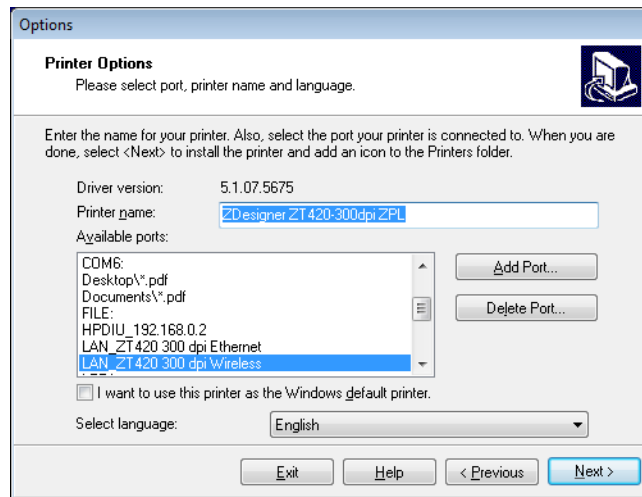 Options
Printer Options
Please select port, printer name and language.
Enter the name for your printer. Also, select the port your printer is connected to. When you are
done, select <Next> to install the printer and add an icon to the Printers folder.
Driver version: 5.1.07.5675
Printer name: ZDesigner ZT420-300dpi ZPL
Available ports:
COM6:
Desktop\*.pdf
Documents\*.pdf
FILE:
HPDIU_192.168.0.2
LAN_ZT420 300 dpi Ethernet
LAN_ZT420 300 dpi Wireless
Add Port...
Delete Port...
I want to use this printer as the Windows default printer.
Select language: English
Exit Help < Previous Next >